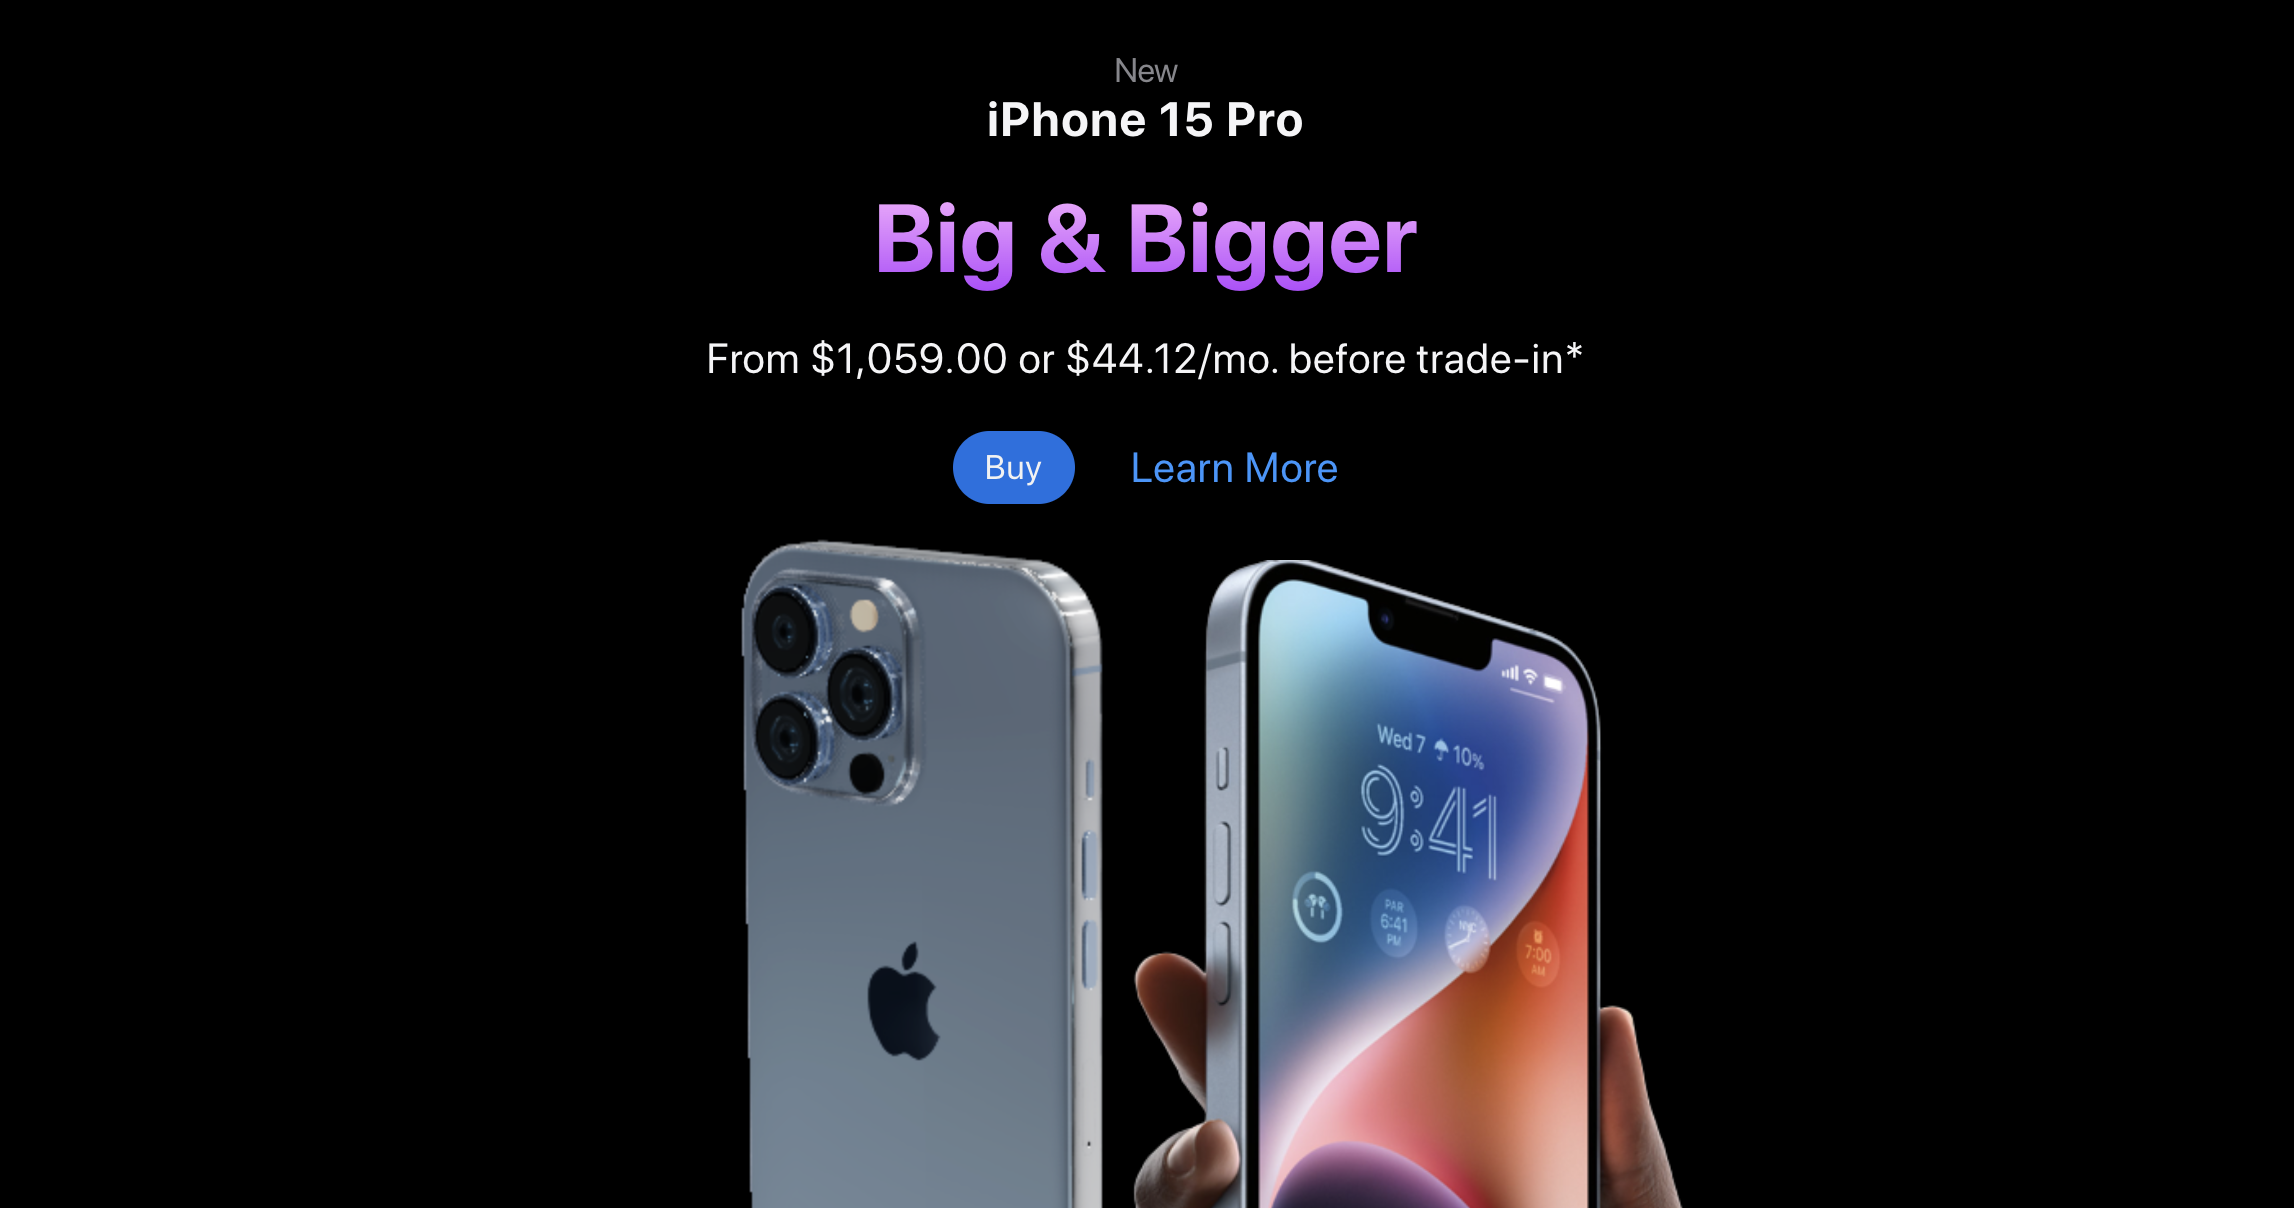 New
iPhone 15 Pro
Big & Bigger
From $1,059.00 or $44.12/mo. before trade-in*
Buy
Learn More
Wed 7 10%
9:41
PAR
6:41
PM
NYC
7:00
AM